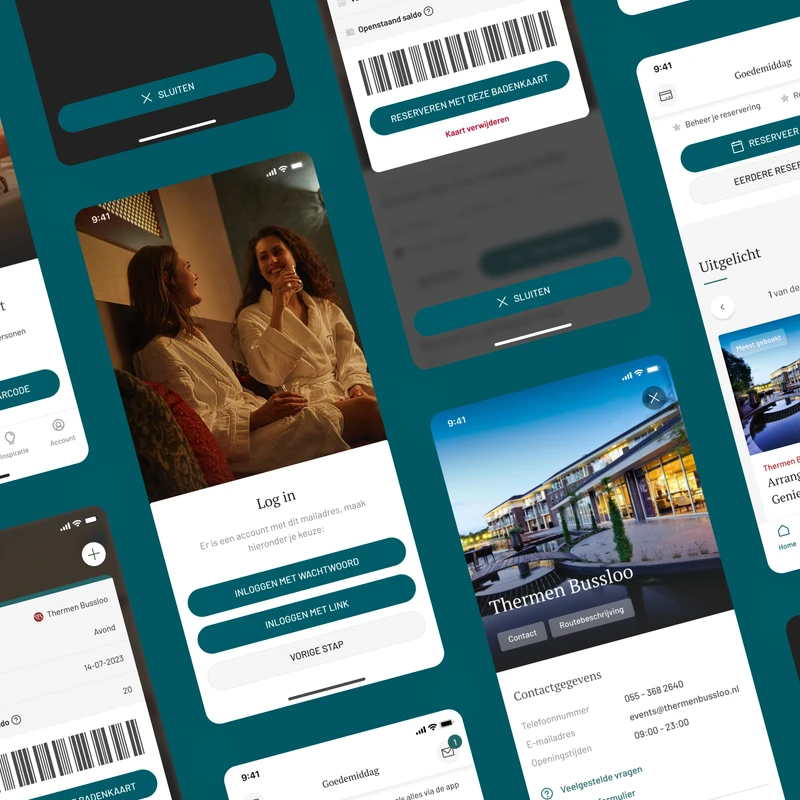 SLUITEN
Openstaand saldo
RESERVEREN MET DEZE BADENKAART
Kaart verwijderen
SLUITEN
9:41
Goedemiddag
Beheer je reservering
RESERVEER
EERDERE RESER
Uitgelicht
1 van de
Meest geboakt
Thermen B
Arrang
Genie
Home
ersonen
ARCODE
Inspiratie
Account
9:41
Log in
Er is een account met dit mailadres, maak
hieronder je keuze:
INLOGGEN MET WACHTWOORD
INLOGGEN MET LINK
VORIGE STAP
9:41
Thermen Bussloo
Contact
Routebeschrijving
Contactgegevens
Telefoonnummer
055 - 368 2640
E-mailadres
events@thermenbussloo.nl
Openingstijden
09:00 - 23:00
Veelgestelde vragen
formulier
Thermen Bussloo
Avond
14-07-2023
20
ldo
BADENKAART
9:41
Goedemiddag
1
ls alles via de app